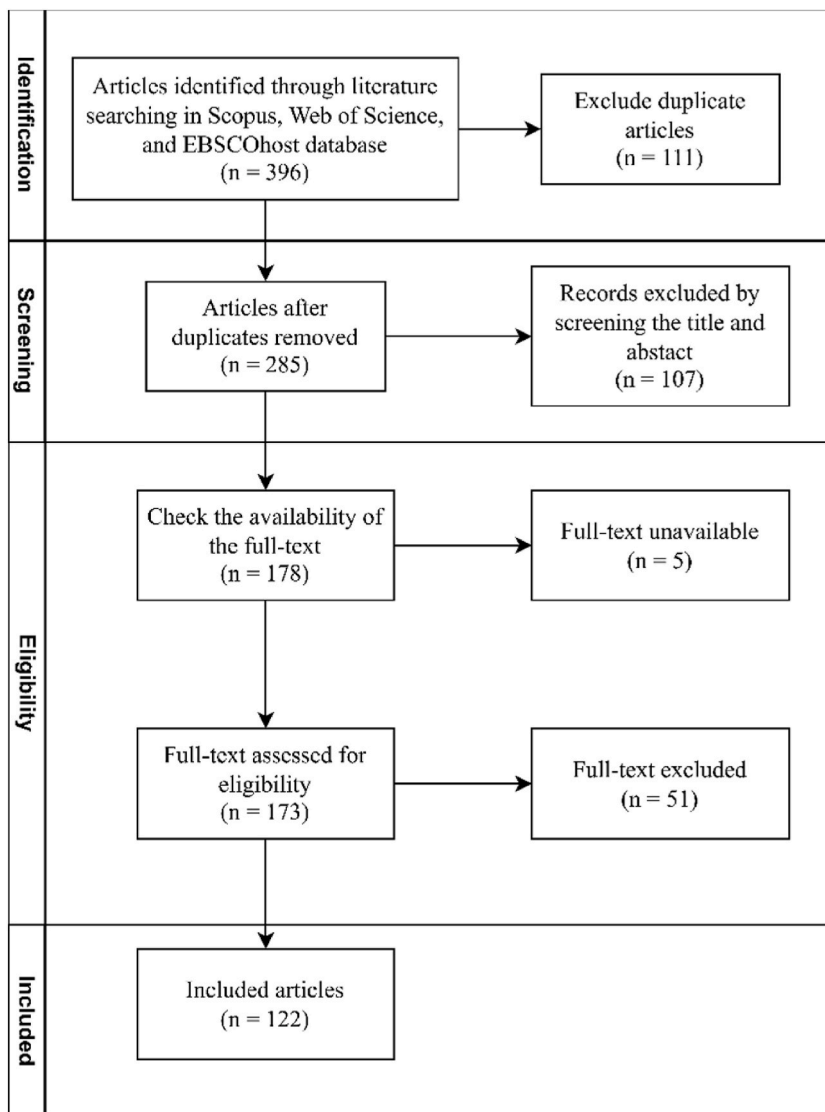 Identification
Articles identified through literature
searching in Scopus, Web of Science,
and EBSCOhost database
(n = 396)
Exclude duplicate
articles
(n = 111)
Screening
Articles after
duplicates removed
(n = 285)
Records excluded by
screening the title and
abstact
(n = 107)
Eligibility
Check the availability of
the full-text
(n = 178)
Full-text unavailable
(n = 5)
Full-text assessed for
eligibility
(n = 173)
Full-text excluded
(n = 51)
Included
Included articles
(n = 122)